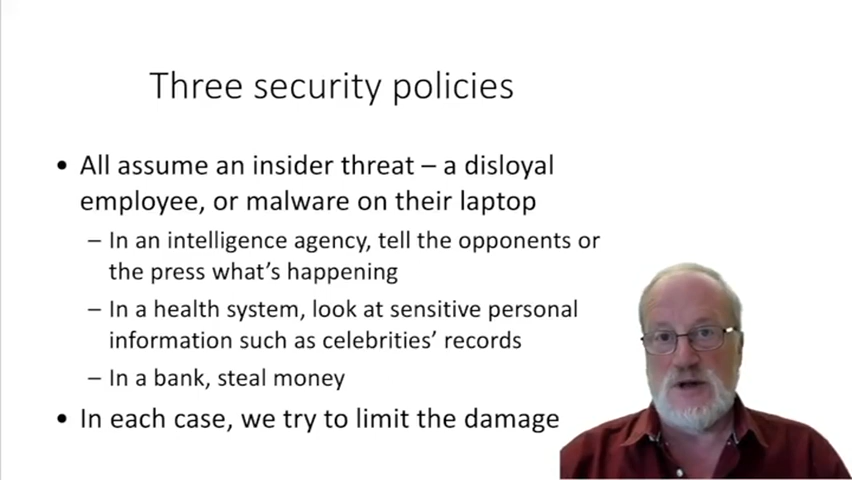 Three security policies
• All assume an insider threat – a disloyal
employee, or malware on their laptop
– In an intelligence agency, tell the opponents or
the press what’s happening
– In a health system, look at sensitive personal
information such as celebrities’ records
– In a bank, steal money
• In each case, we try to limit the damage